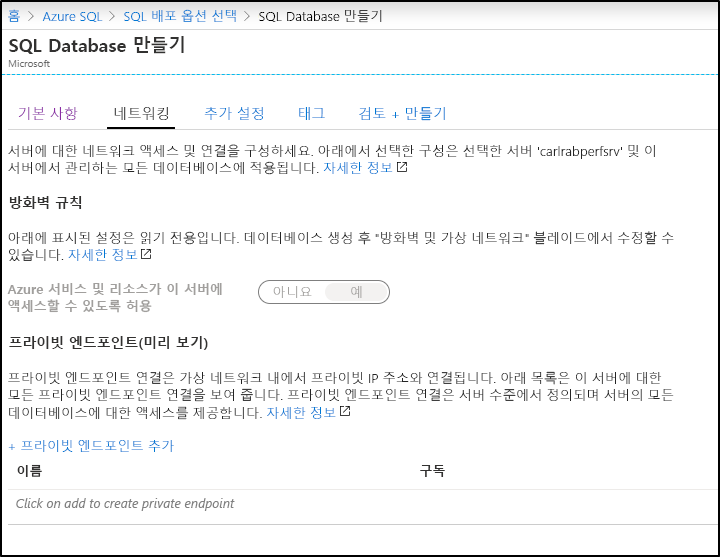 홈 > Azure SQL > SQL 배포 옵션 선택 > SQL Database 만들기
SQL Database 만들기
Microsoft
기본 사항 네트워킹 추가 설정 태그 검토 + 만들기
서버에 대한 네트워크 액세스 및 연결을 구성하세요. 아래에서 선택한 구성은 선택한 서버 'carlrabperfsrv' 및 이
서버에서 관리하는 모든 데이터베이스에 적용됩니다. 자세한 정보
방화벽 규칙
아래에 표시된 설정은 읽기 전용입니다. 데이터베이스 생성 후 "방화벽 및 가상 네트워크" 블레이드에서 수정할 수
있습니다. 자세한 정보
Azure 서비스 및 리소스가 이 서버에
액세스할 수 있도록 허용
아니요 예
프라이빗 엔드포인트(미리 보기)
프라이빗 엔드포인트 연결은 가상 네트워크 내에서 프라이빗 IP 주소와 연결됩니다. 아래 목록은 이 서버에 대한
모든 프라이빗 엔드포인트 연결을 보여 줍니다. 프라이빗 엔드포인트 연결은 서버 수준에서 정의되며 서버의 모든
데이터베이스에 대한 액세스를 제공합니다. 자세한 정보
+ 프라이빗 엔드포인트 추가
이름 구독
Click on add to create private endpoint